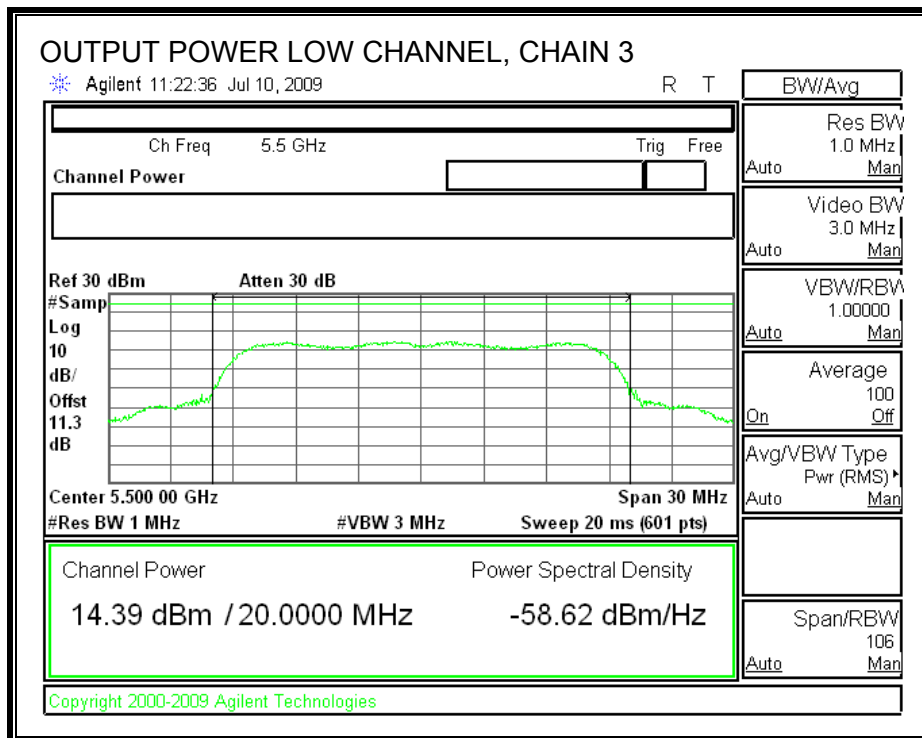 OUTPUT POWER LOW CHANNEL, CHAIN 3
Agilent 11:22:36 Jul 10, 2009
R T
Ch Freq 5.5 GHz
Trig Free
Channel Power
Ref 30 dBm
Atten 30 dB
#Samp
Log
10
dB/
Offst
11.3
dB
Center 5.500 00 GHz
Span 30 MHz
#Res BW 1 MHz
#VBW 3 MHz
Sweep 20 ms (601 pts)
Channel Power
Power Spectral Density
14.39 dBm / 20.0000 MHz
-58.62 dBm/Hz
Copyright 2000-2009 Agilent Technologies
BW/Avg
Res BW
1.0 MHz
Auto Man
Video BW
3.0 MHz
Auto Man
VBW/RBW
1.00000
Auto Man
Average
100
On Off
Avg/VBW Type
Pwr (RMS)
Auto Man
Span/RBW
106
Auto Man